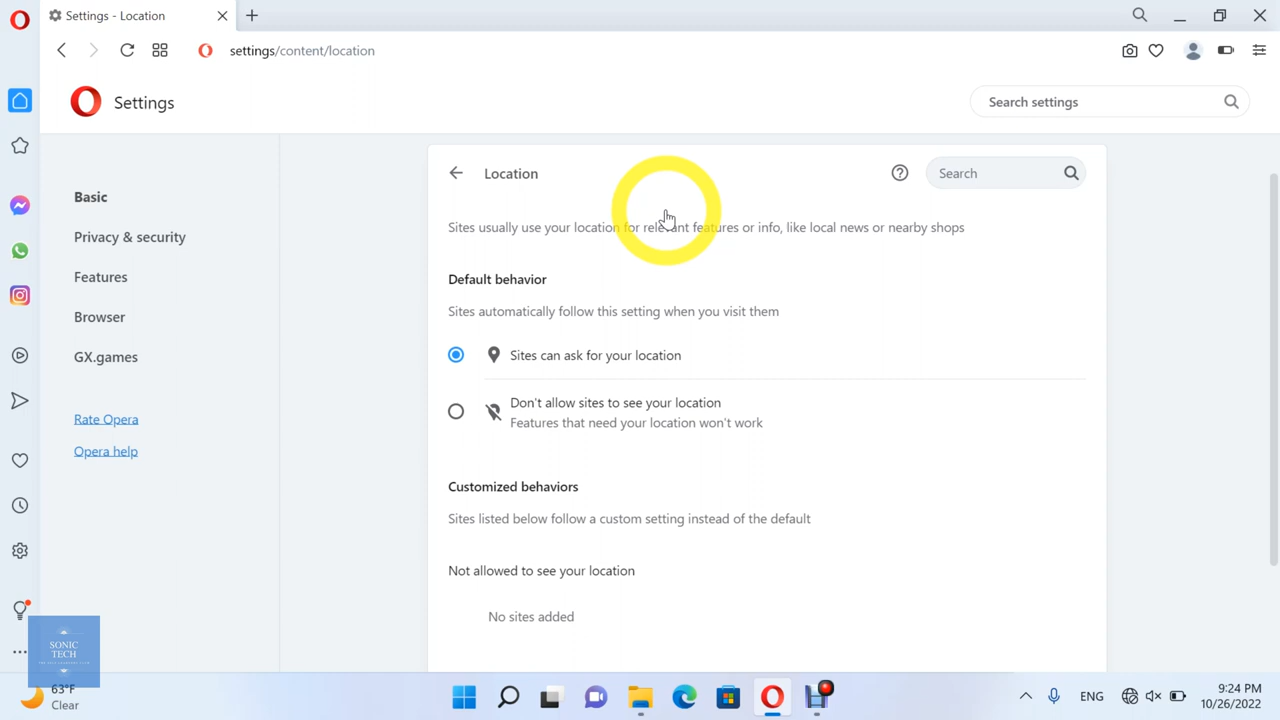 Settings - Location
settings/content/location
Settings
Search settings
Basic
Privacy & security
Features
Browser
GX.games
Rate Opera
Opera help
Location
Search
Sites usually use your location for relevant features or info, like local news or nearby shops
Default behavior
Sites automatically follow this setting when you visit them
Sites can ask for your location
Don't allow sites to see your location
Features that need your location won't work
Customized behaviors
Sites listed below follow a custom setting instead of the default
Not allowed to see your location
No sites added
SONIC
TECH
63°F
Clear
ENG
9:24 PM
10/26/2022